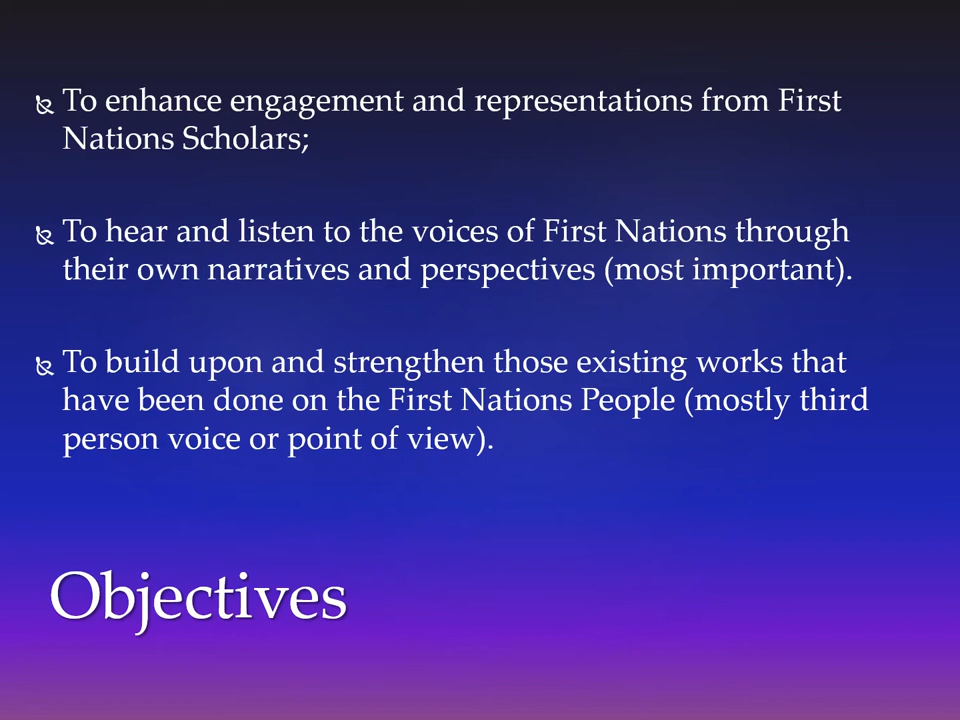 To enhance engagement and representations from First
Nations Scholars;
To hear and listen to the voices of First Nations through
their own narratives and perspectives (most important).
To build upon and strengthen those existing works that
have been done on the First Nations People (mostly third
person voice or point of view).
Objectives